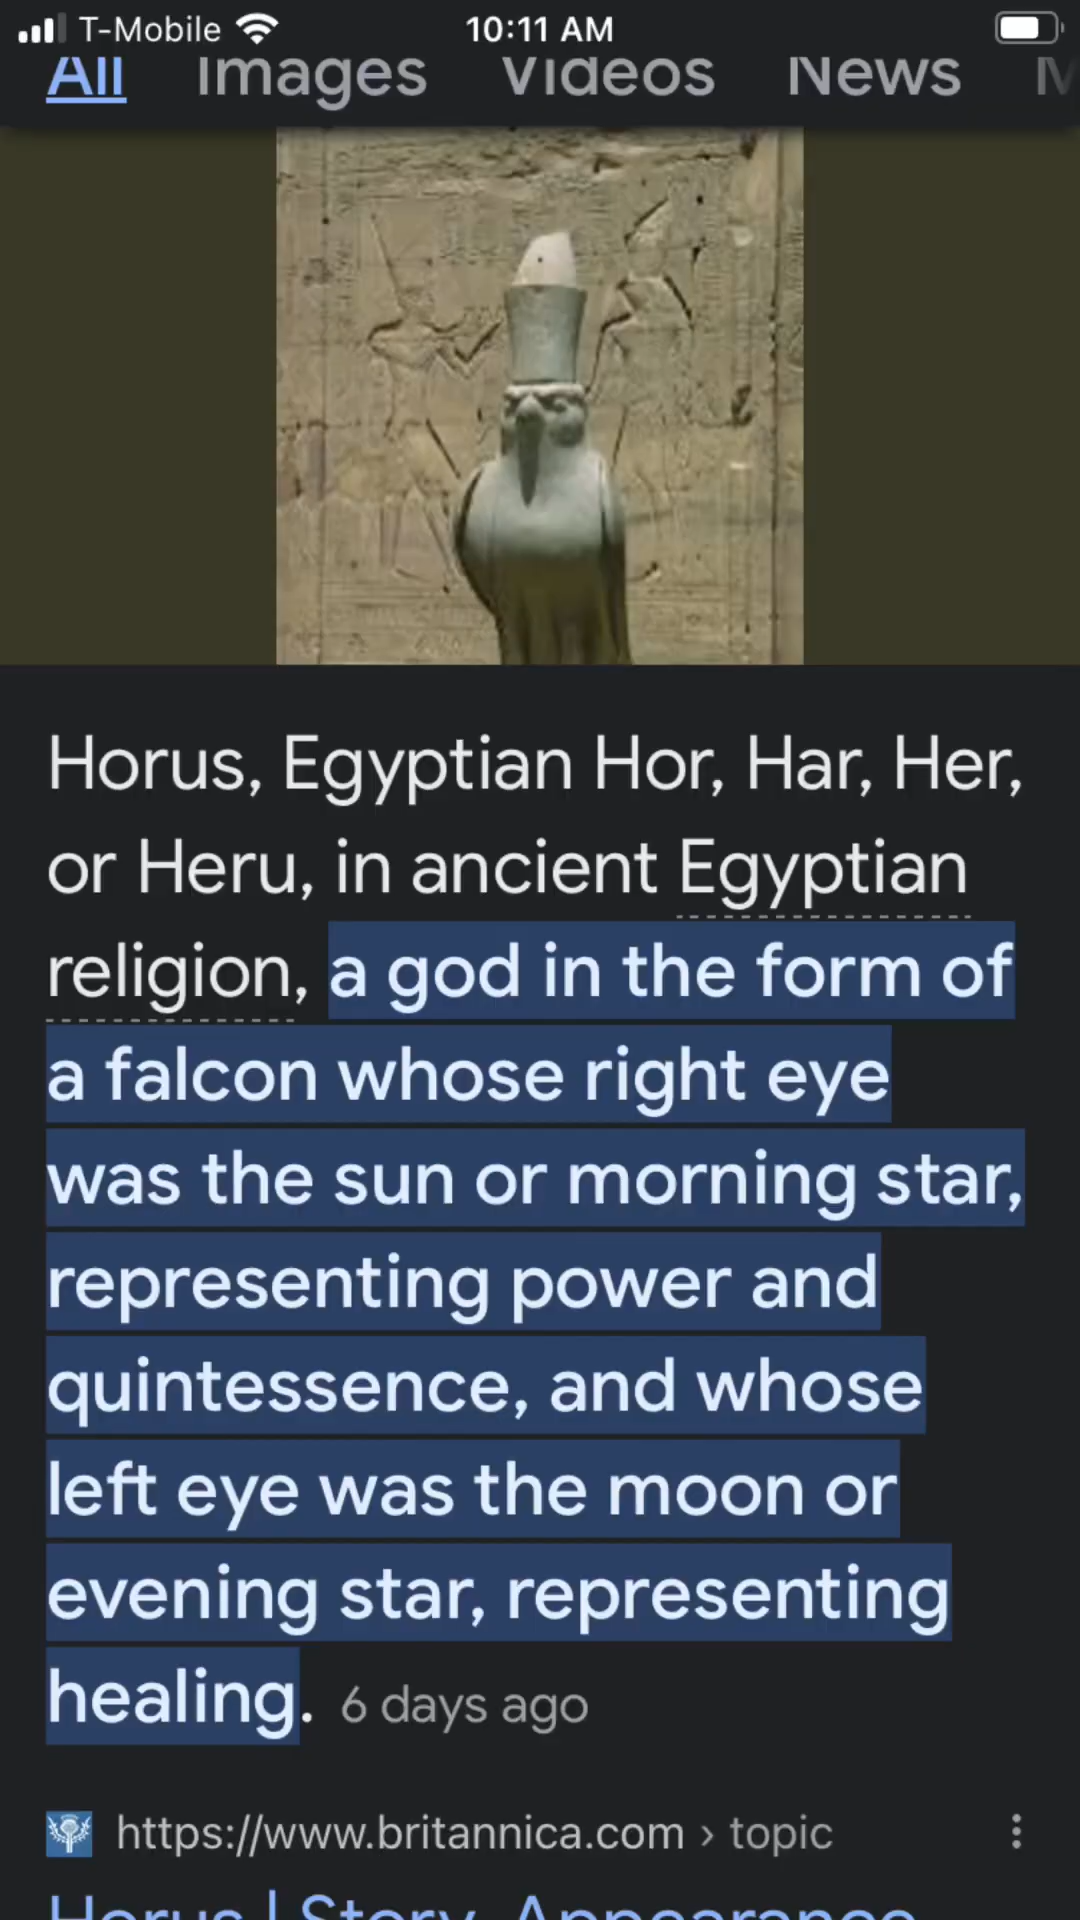 T-Mobile 10:11 AM
All Images Videos News
Horus, Egyptian Hor, Har, Her,
or Heru, in ancient Egyptian
religion, a god in the form of
a falcon whose right eye
was the sun or morning star,
representing power and
quintessence, and whose
left eye was the moon or
evening star, representing
healing. 6 days ago
https://www.britannica.com › topic
Horus | Story, Appearance